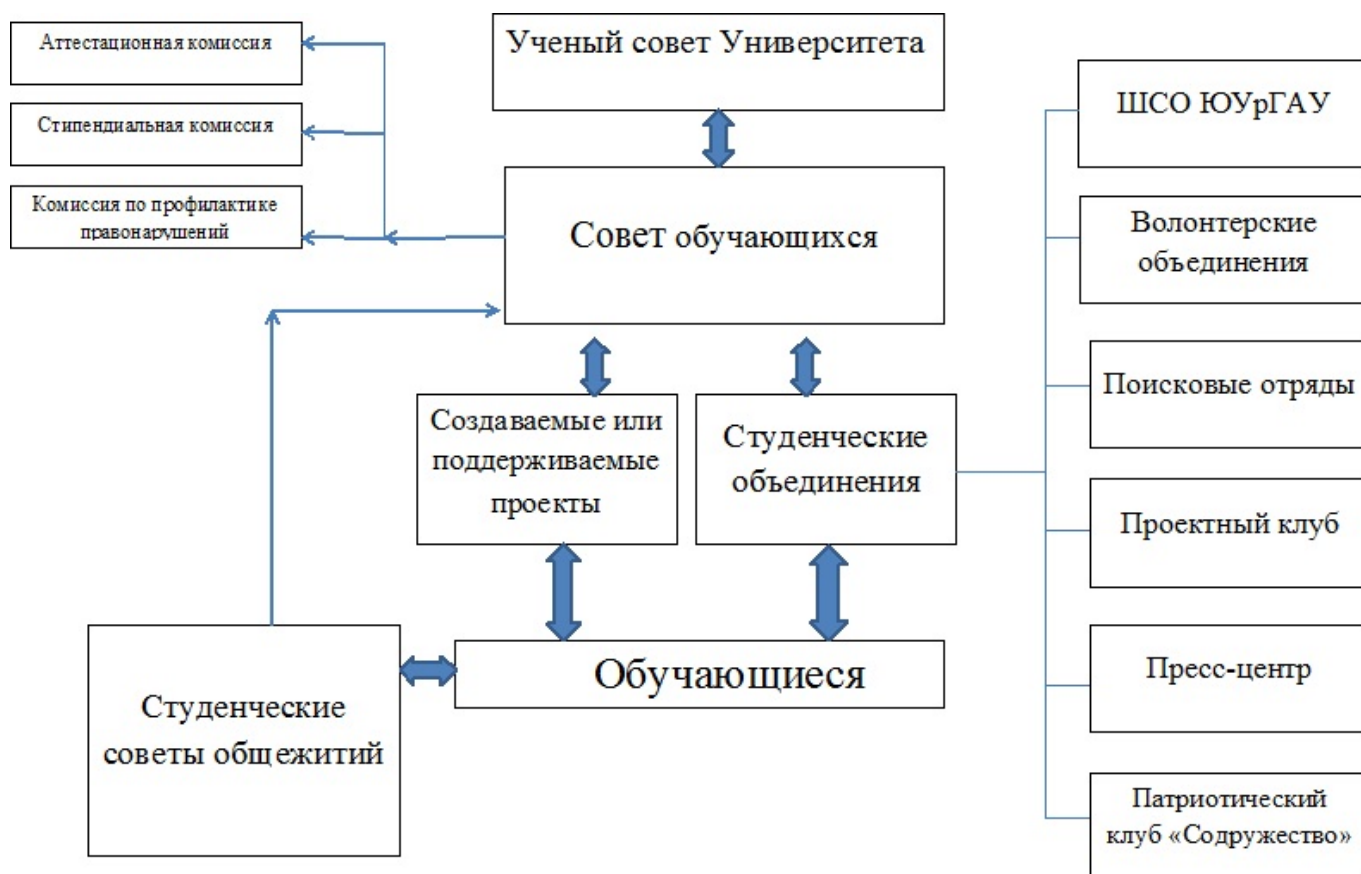 Аттестационная комиссия
Стипендиальная комиссия
Комиссия по профилактике
правонарушений
Ученый совет Университета
Совет обучающихся
Создаваемые или
поддерживаемые
проекты
Студенческие
объединения
Обучающиеся
Студенческие
советы общежитий
ШСО ЮУрГАУ
Волонтерские
объединения
Поисковые отряды
Проектный клуб
Пресс-центр
Патриотический
клуб «Содружество»